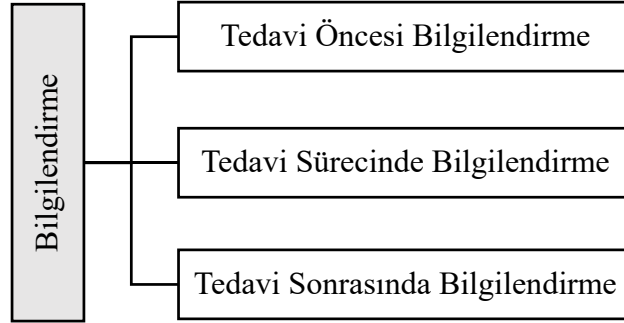 Bilgilendirme
Tedavi Öncesi Bilgilendirme
Tedavi Sürecinde Bilgilendirme
Tedavi Sonrasında Bilgilendirme